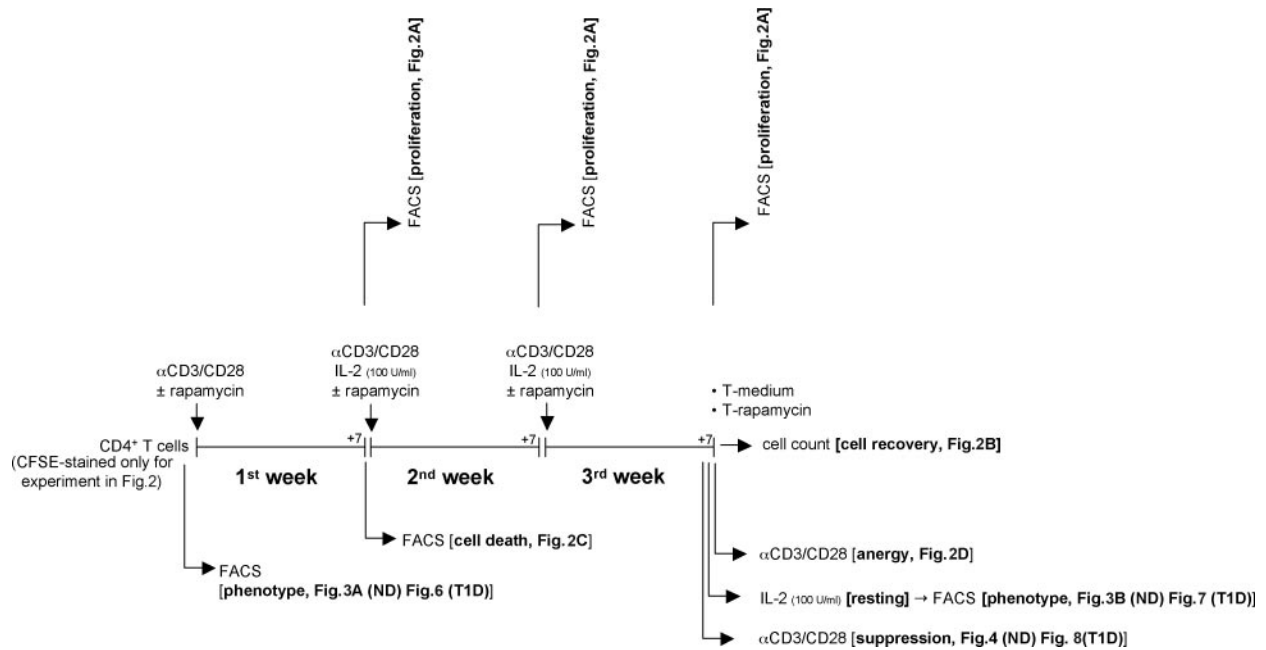 FACS [proliferation, Fig.2A)
FACS [proliferation, Fig.2A)
FACS [proliferation, Fig.2A)
αCD3/CD28
± rapamycin
αCD3/CD28
IL-2 (100 U/ml)
± rapamycin
αCD3/CD28
IL-2 (100 U/ml)
± rapamycin
• T-medium
• T-rapamycin
CD4+ T cells
(CFSE-stained only for
experiment in Fig.2)
+7
+7
+7
cell count [cell recovery, Fig.2B]
1st week
2nd week
3rd week
FACS [cell death, Fig.2C]
FACS
[phenotype, Fig.3A (ND) Fig.6 (T1D)]
αCD3/CD28 [anergy, Fig.2D]
IL-2 (100 U/ml) [resting] → FACS [phenotype, Fig.3B (ND) Fig.7 (T1D)]
αCD3/CD28 [suppression, Fig.4 (ND) Fig. 8(T1D)]